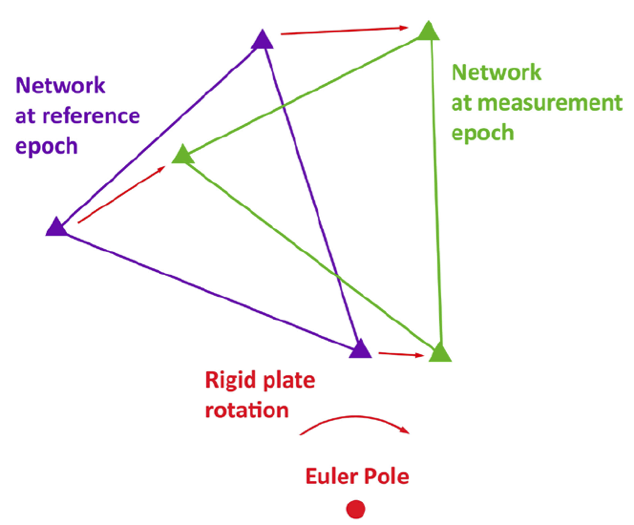 Network
at reference
epoch
Network
at measurement
epoch
Rigid plate
rotation
Euler Pole